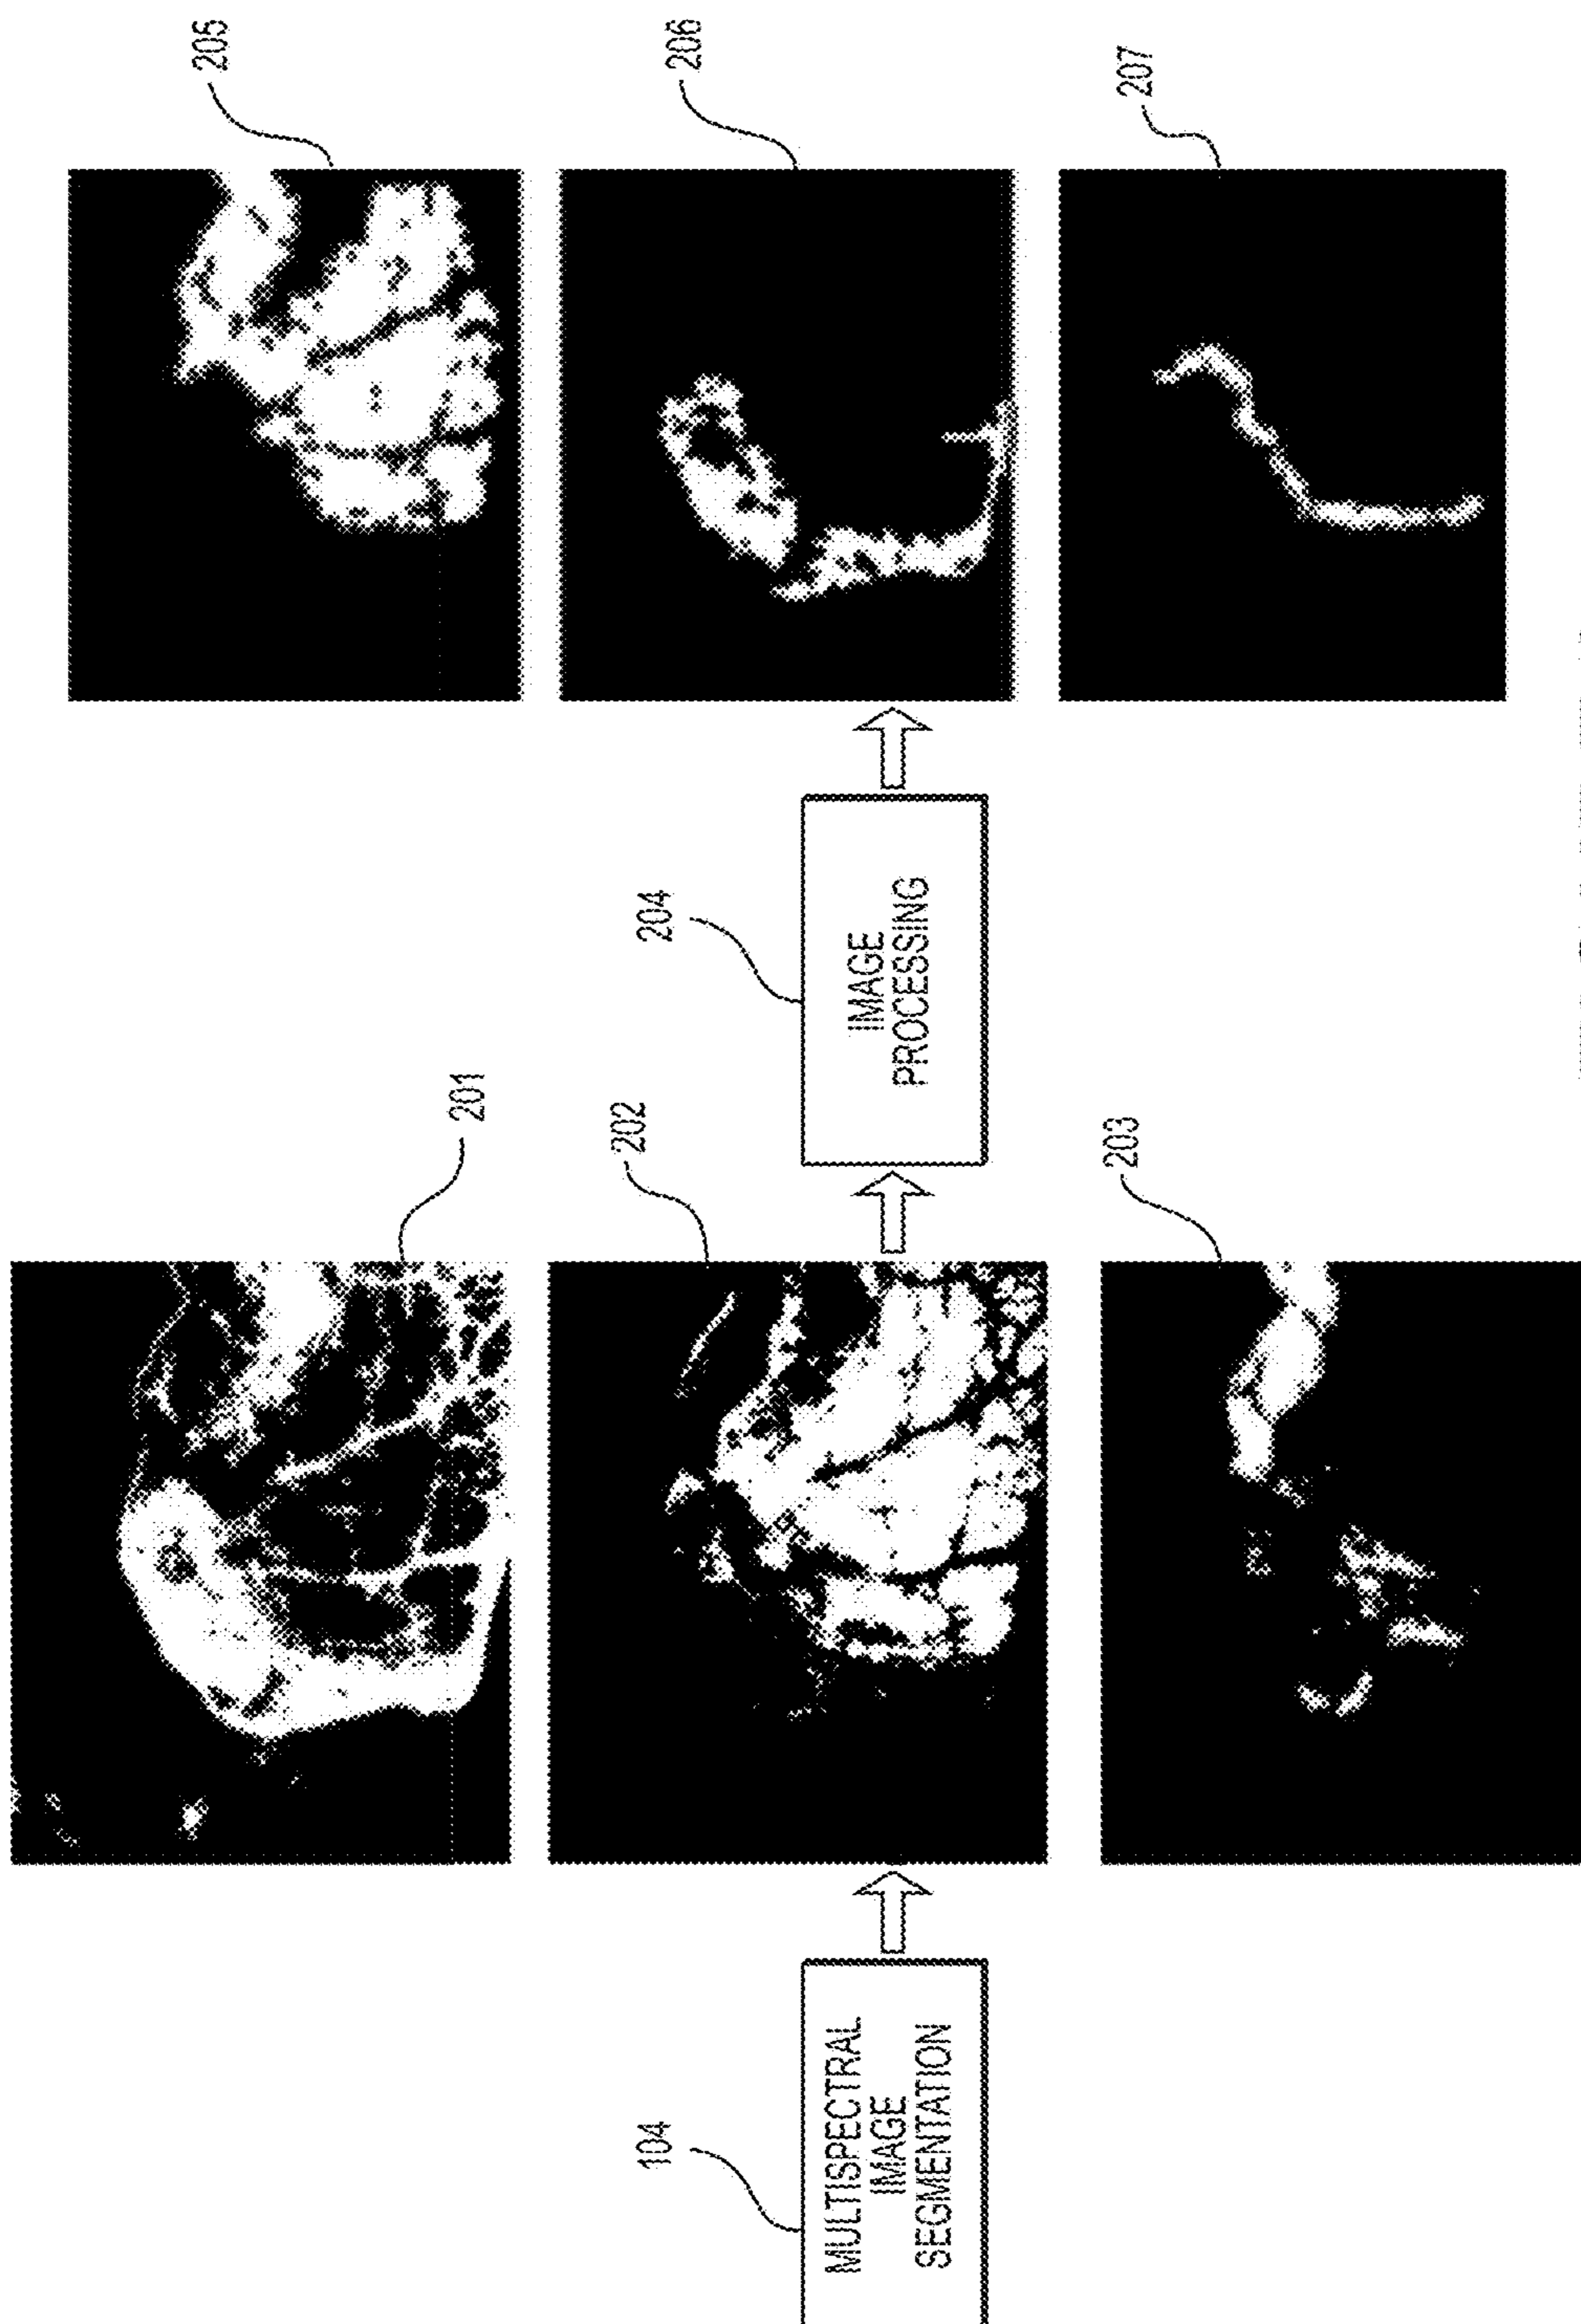 104
MULTISPECTRAL
IMAGE
SEGMENTATION
201
202
203
204
IMAGE
PROCESSING
205
206
207